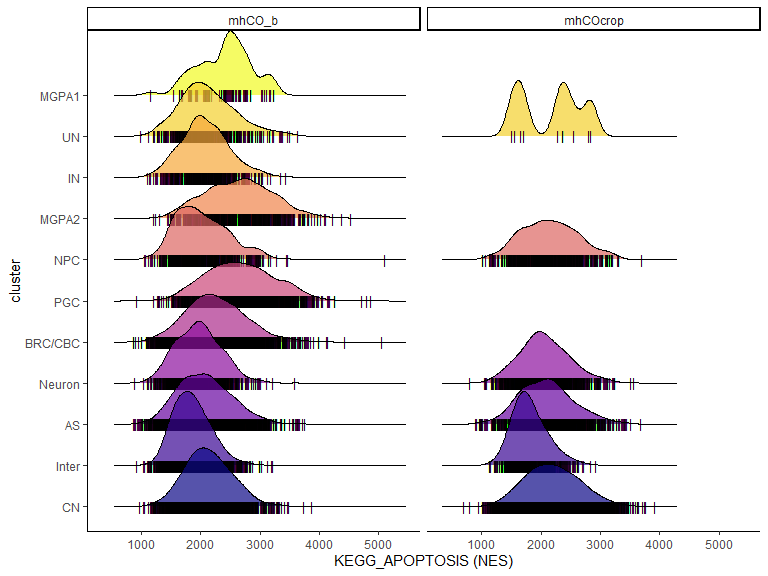 mhCO_b mhCOcrop
MGPA1
UN
IN
MGPA2
NPC
PGC
BRC/CBC
Neuron
AS
Inter
CN
cluster
1000 2000 3000 4000 5000 1000 2000 3000 4000 5000
KEGG_APOPTOSIS (NES)